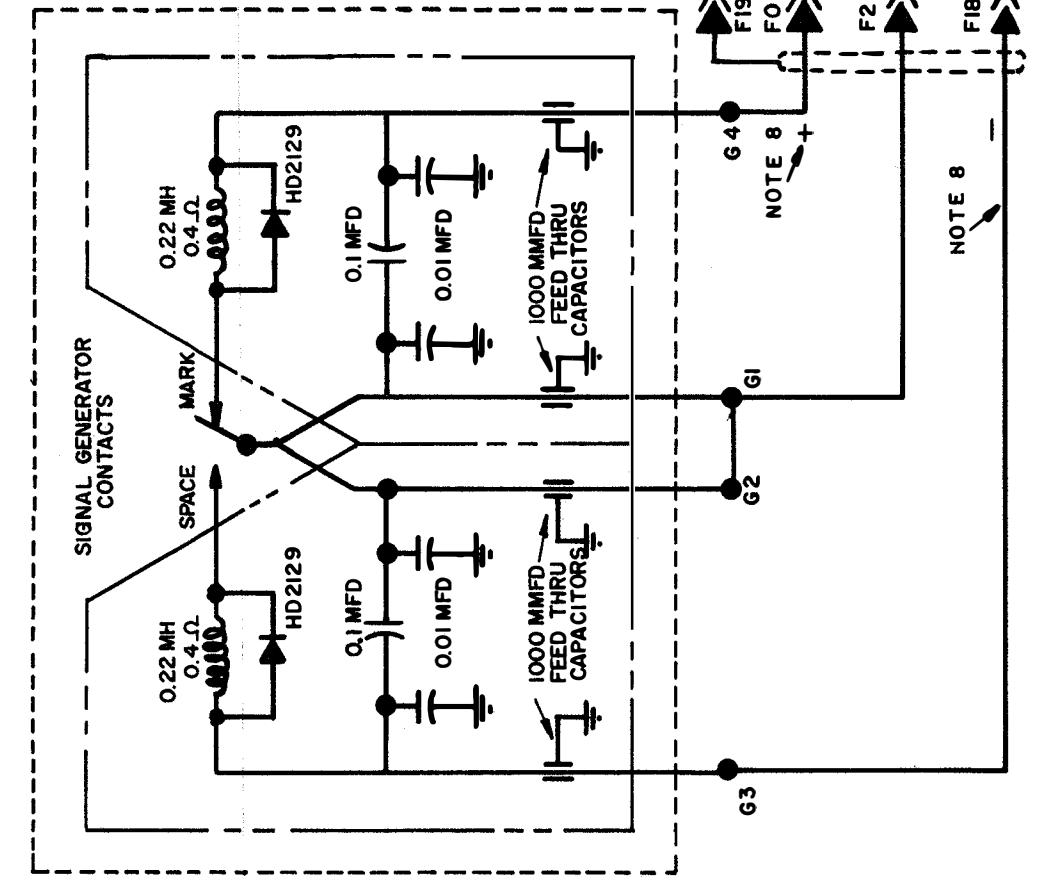 F19
F0
F2
F18
G4
NOTE 8
+
NOTE 8
−
HD2129
0.22 MH
0.4 Ω
0.1 MFD
0.01 MFD
1000 MMFD
FEED THRU
CAPACITORS
SIGNAL GENERATOR
CONTACTS
MARK
SPACE
G1
G2
HD2129
0.22 MH
0.4 Ω
0.1 MFD
0.01 MFD
1000 MMFD
FEED THRU
CAPACITORS
G3